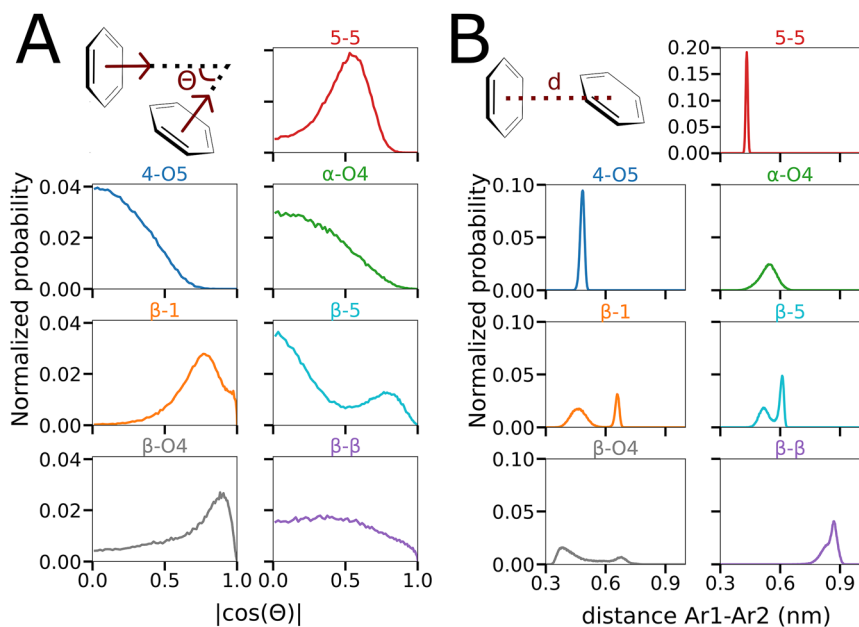 A
Θ
5-5
4-O5
α-O4
0.04
0.02
0.00
β-1
β-5
0.04
0.02
0.00
β-O4
β-β
0.04
0.02
0.00
0.0 0.5 1.0 0.0 0.5 1.0
Normalized probability
|cos(Θ)|
B
d
5-5
0.20
0.15
0.10
0.05
0.00
4-O5
α-O4
0.10
0.05
0.00
β-1
β-5
0.10
0.05
0.00
β-O4
β-β
0.10
0.05
0.00
0.3 0.6 0.9 0.3 0.6 0.9
Normalized probability
distance Ar1-Ar2 (nm)